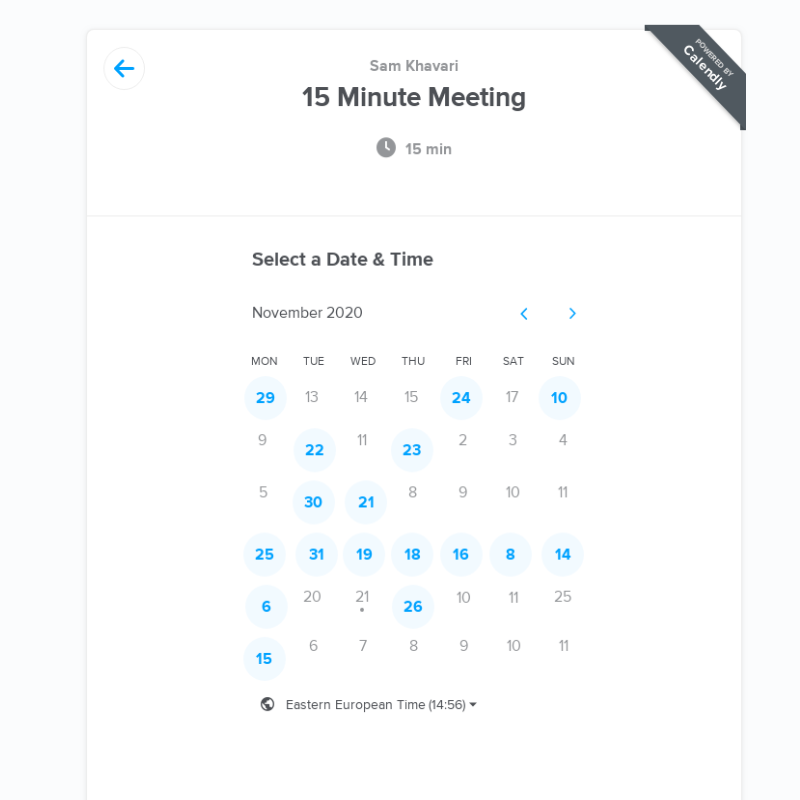 Sam Khavari
POWERED BY
Calendly
15 Minute Meeting
15 min
Select a Date & Time
November 2020
MON TUE WED THU FRI SAT SUN
29 13 14 15 24 17 10
9 22 11 23 2 3 4
5 30 21 8 9 10 11
25 31 19 18 16 8 14
6 20 21 26 10 11 25
15 6 7 8 9 10 11
Eastern European Time (14:56)